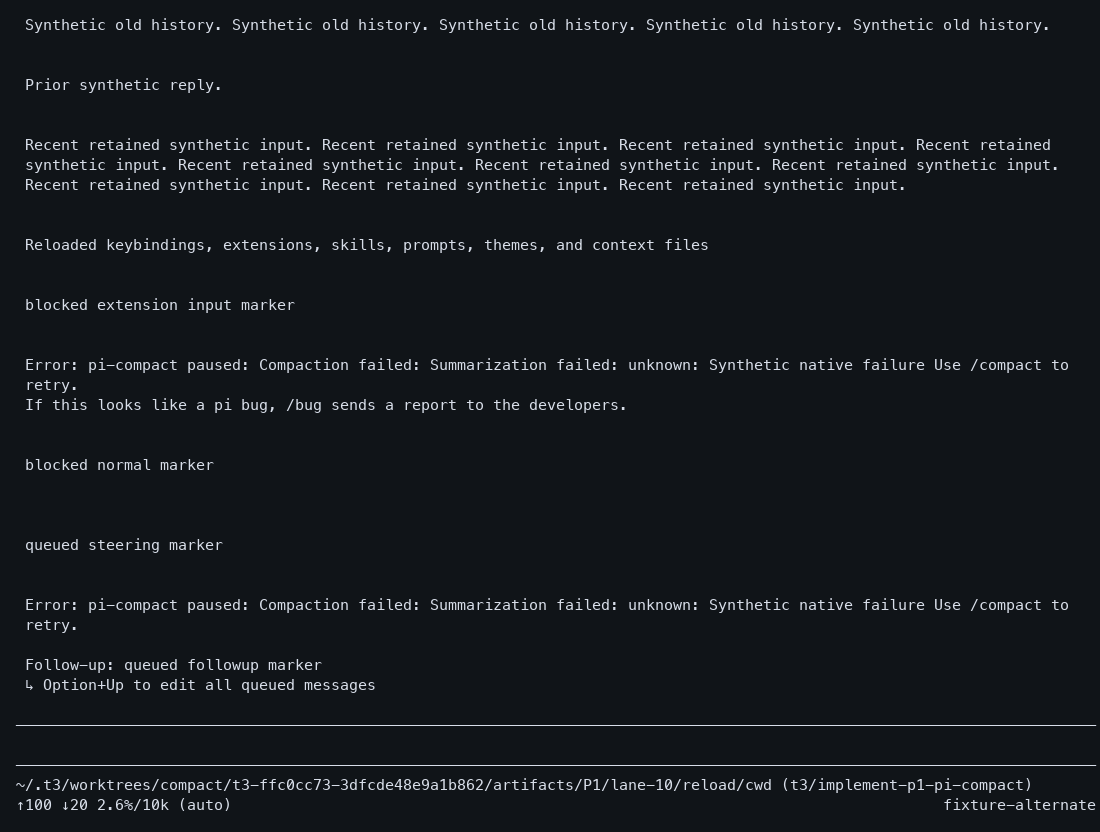 Synthetic old history. Synthetic old history. Synthetic old history. Synthetic old history. Synthetic old history.
Prior synthetic reply.
Recent retained synthetic input. Recent retained synthetic input. Recent retained synthetic input. Recent retained
synthetic input. Recent retained synthetic input. Recent retained synthetic input. Recent retained synthetic input.
Recent retained synthetic input. Recent retained synthetic input. Recent retained synthetic input.
Reloaded keybindings, extensions, skills, prompts, themes, and context files
blocked extension input marker
Error: pi-compact paused: Compaction failed: Summarization failed: unknown: Synthetic native failure Use /compact to
retry.
If this looks like a pi bug, /bug sends a report to the developers.
blocked normal marker
queued steering marker
Error: pi-compact paused: Compaction failed: Summarization failed: unknown: Synthetic native failure Use /compact to
retry.
Follow-up: queued followup marker
↳ Option+Up to edit all queued messages
~/.t3/worktrees/compact/t3-ffc0cc73-3dfcde48e9a1b862/artifacts/P1/lane-10/reload/cwd (t3/implement-p1-pi-compact)
↑100 ↓20 2.6%/10k (auto) fixture-alternate